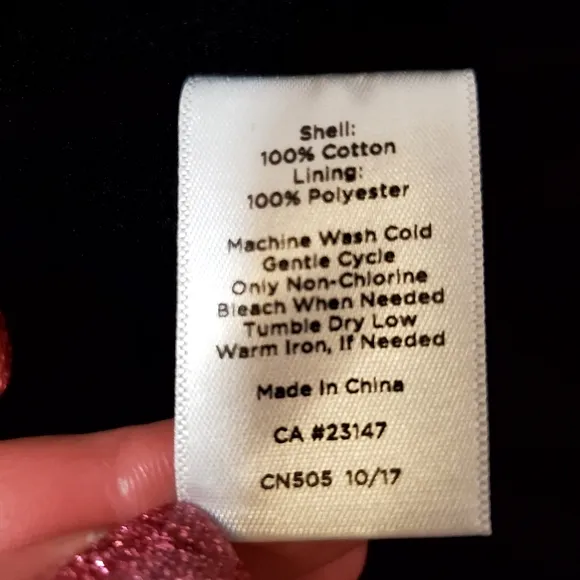 Shell:
100% Cotton
Lining:
100% Polyester
Machine Wash Cold
Gentle Cycle
Only Non-Chlorine
Bleach When Needed
Tumble Dry Low
Warm Iron, If Needed
Made In China
CA #23147
CN505 10/17